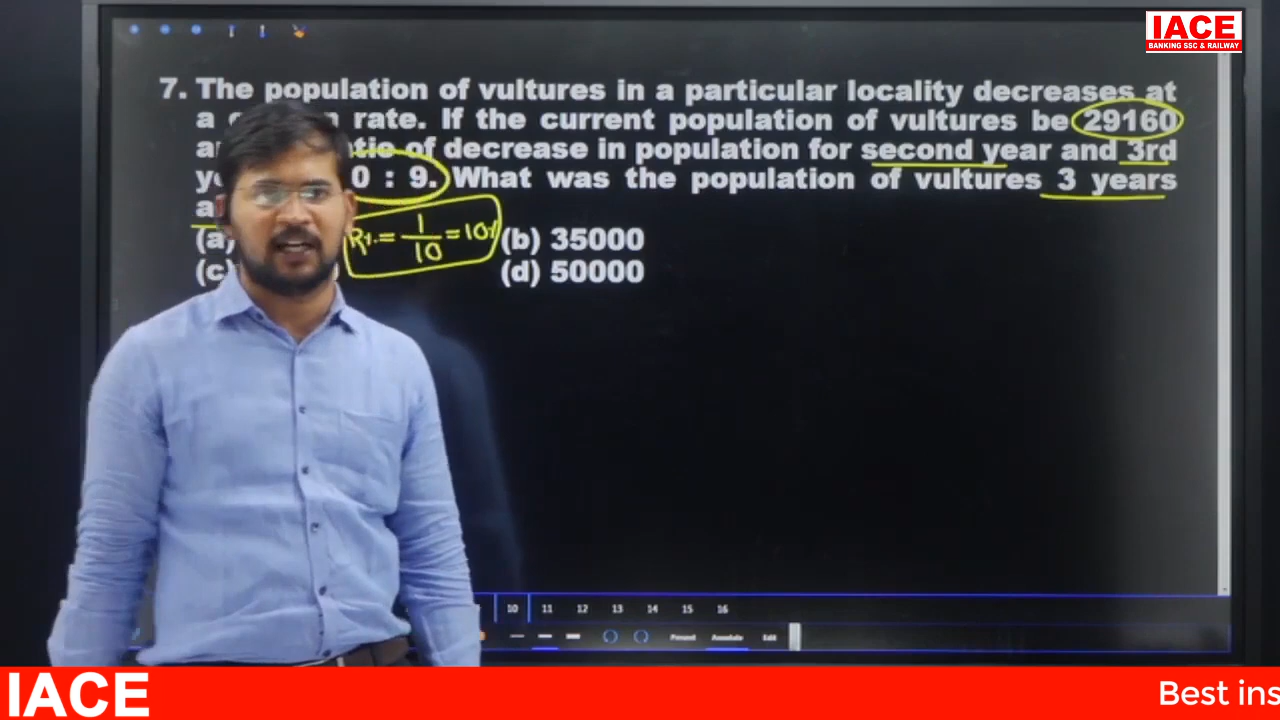 IACE
BANKING SSC & RAILWAY
7. The population of vultures in a particular locality decreases at
a rate. If the current population of vultures be 29160
of decrease in population for second year and 3rd
0 : 9. What was the population of vultures 3 years
R%. = 1/10 = 10%
(a) (b) 35000
(c) (d) 50000
10 11 12 13 14 15 16
Present Annotate Edit
IACE
Best ins